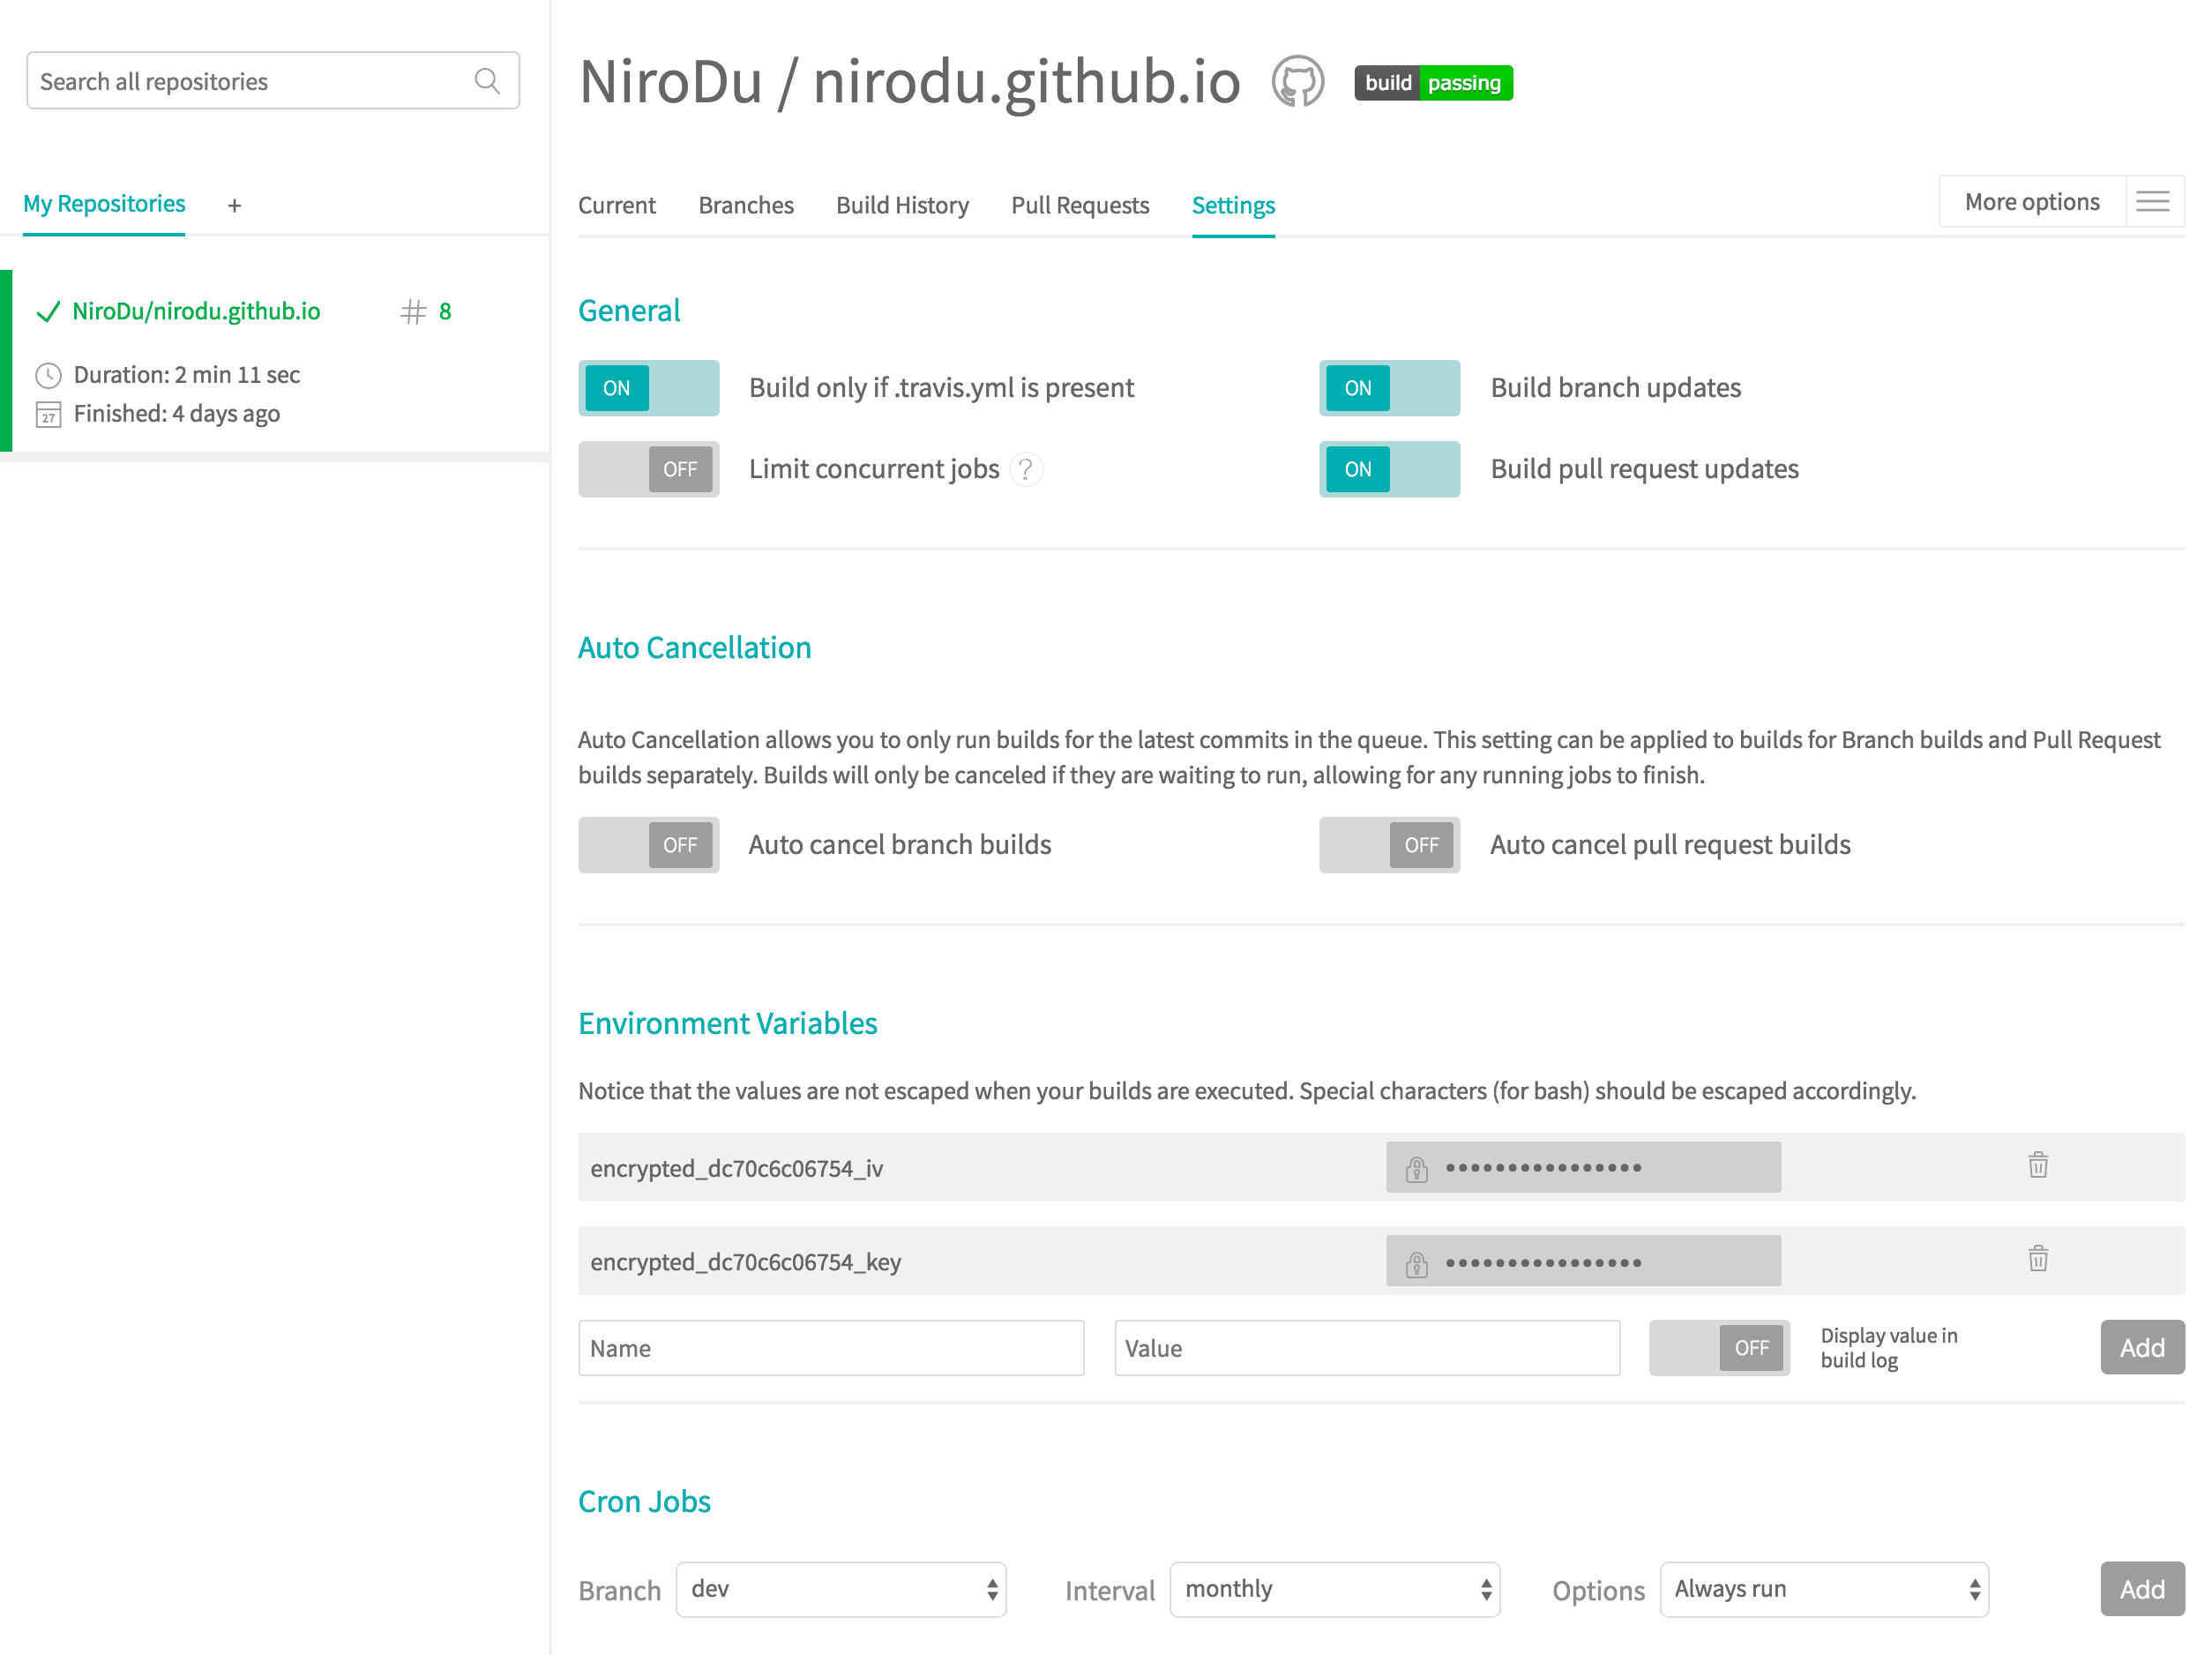 Search all repositories
My Repositories +
NiroDu/nirodu.github.io # 8
Duration: 2 min 11 sec
27 Finished: 4 days ago
NiroDu / nirodu.github.io build passing
Current Branches Build History Pull Requests Settings More options
General
ON Build only if .travis.yml is present ON Build branch updates
OFF Limit concurrent jobs ? ON Build pull request updates
Auto Cancellation
Auto Cancellation allows you to only run builds for the latest commits in the queue. This setting can be applied to builds for Branch builds and Pull Request
builds separately. Builds will only be canceled if they are waiting to run, allowing for any running jobs to finish.
OFF Auto cancel branch builds OFF Auto cancel pull request builds
Environment Variables
Notice that the values are not escaped when your builds are executed. Special characters (for bash) should be escaped accordingly.
encrypted_dc70c6c06754_iv ••••••••••••••••
encrypted_dc70c6c06754_key ••••••••••••••••
Name Value OFF Display value in
build log Add
Cron Jobs
Branch dev Interval monthly Options Always run Add